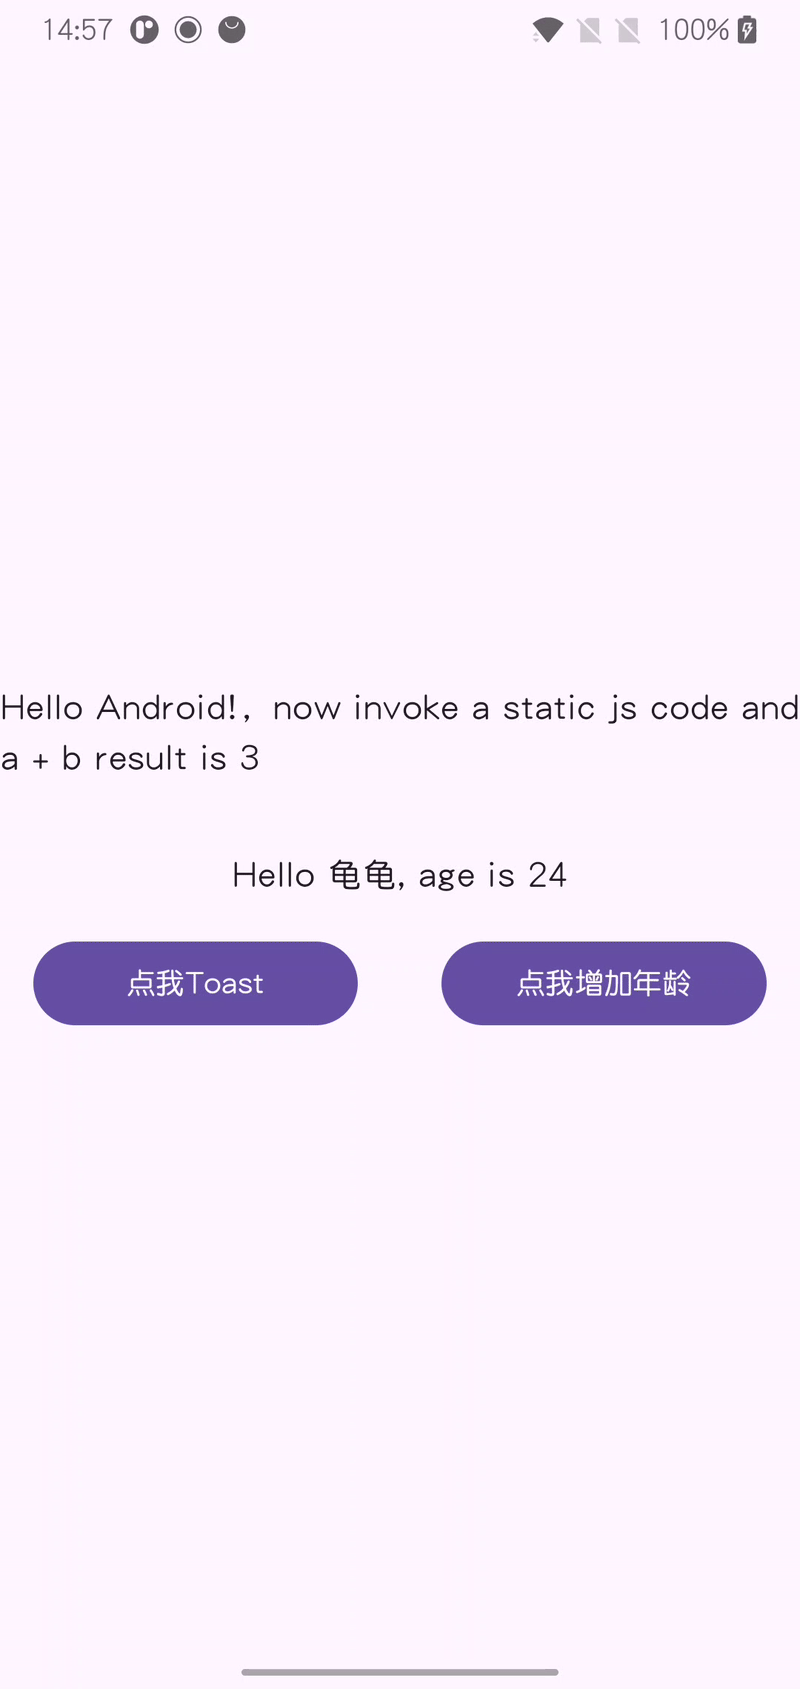 14:57
100%
Hello Android!，now invoke a static js code and
a + b result is 3
Hello 龟龟, age is 24
点我Toast
点我增加年龄